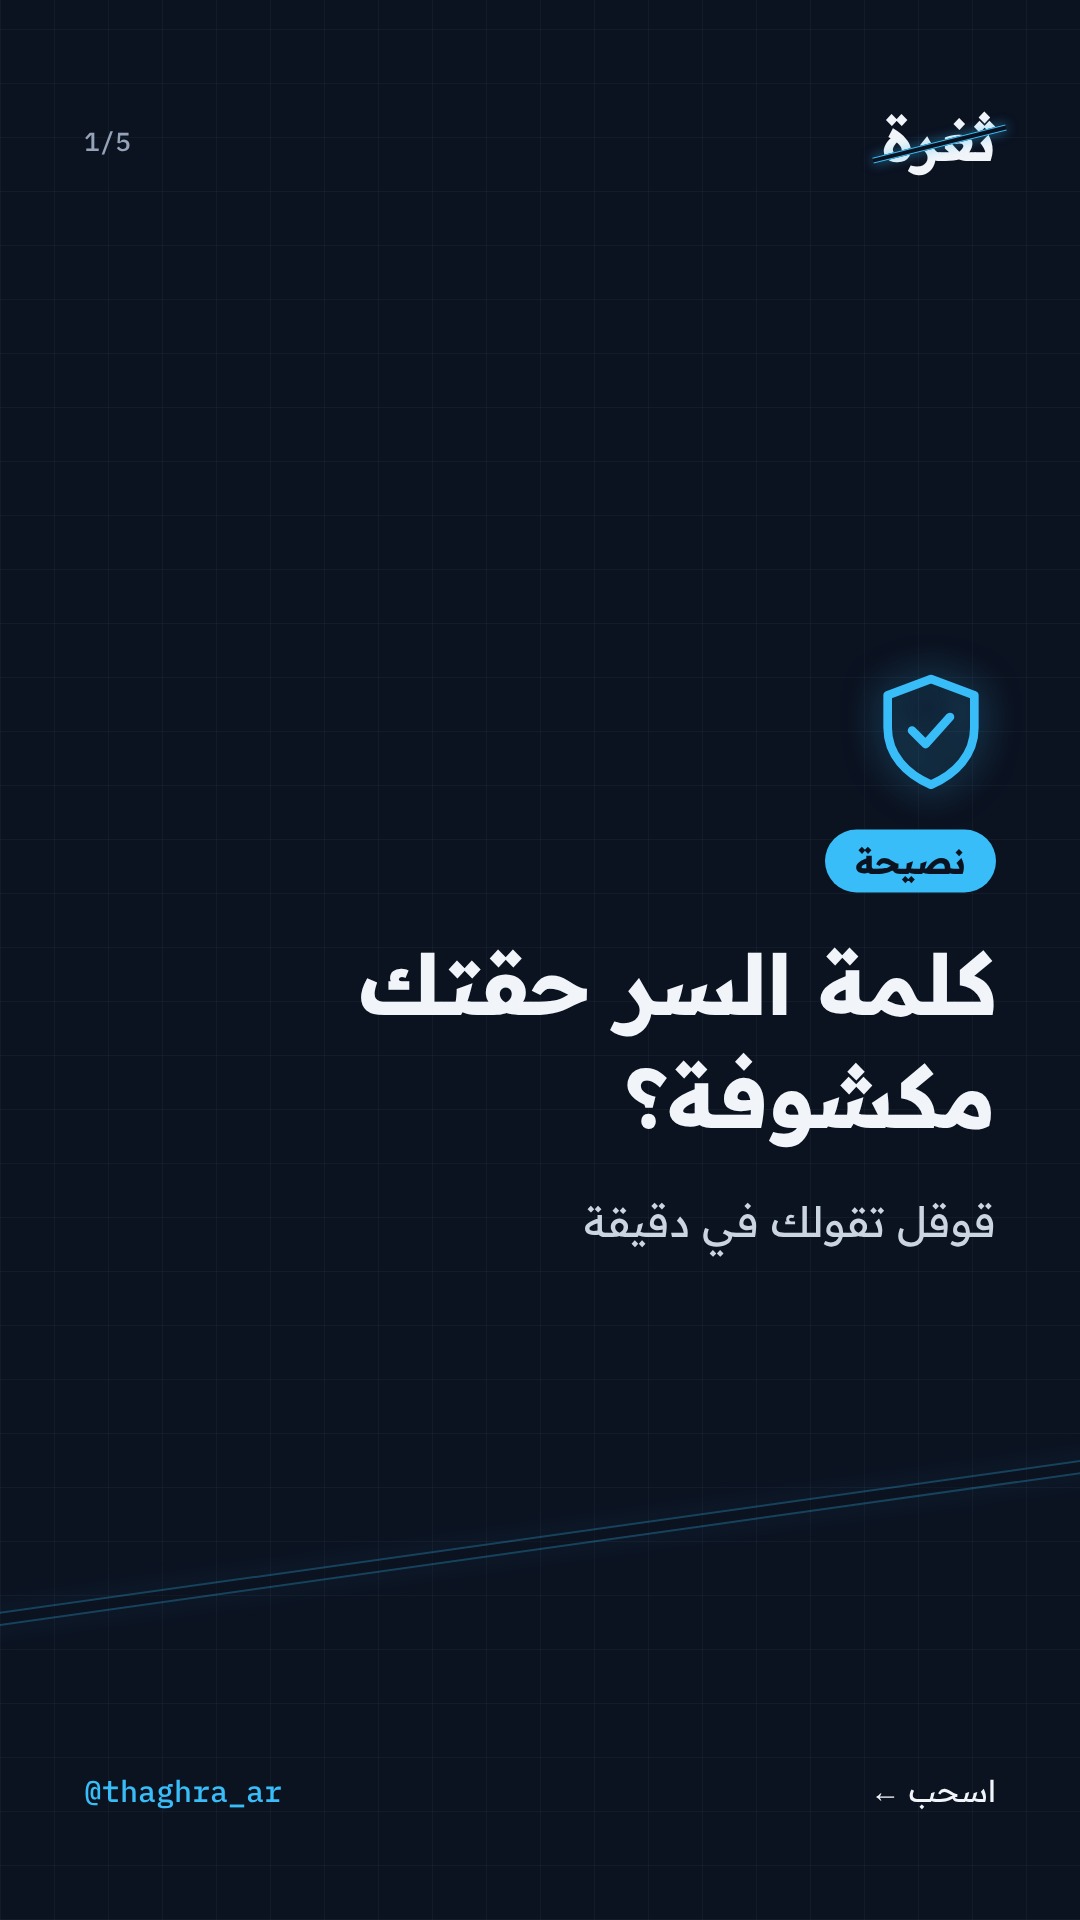 ثغرة
1/5
نصيحة
كلمة السر حقتك
مكشوفة؟
قوقل تقولك في دقيقة
اسحب ←
@thaghra_ar